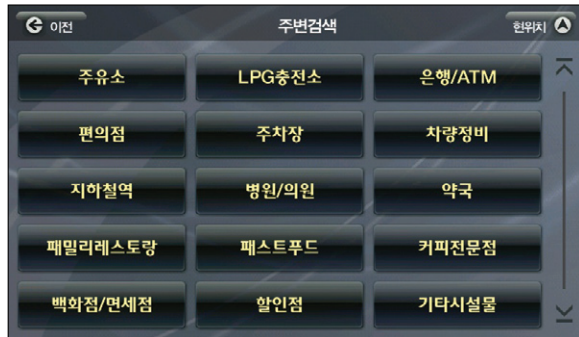 이전 주변검색 현위치
주유소 LPG충전소 은행/ATM
편의점 주차장 차량정비
지하철역 병원/의원 약국
패밀리레스토랑 패스트푸드 커피전문점
백화점/면세점 할인점 기타시설물